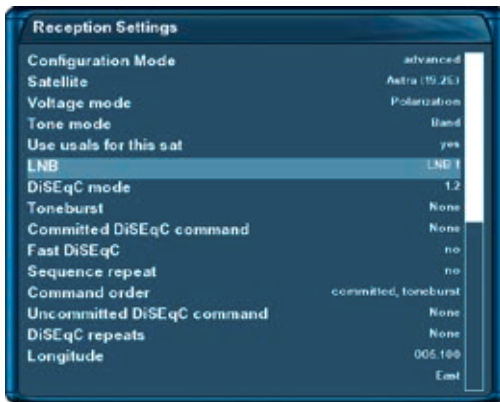 Reception Settings
Configuration Mode advanced
Satellite Astra (19.2E)
Voltage mode Polarization
Tone mode Band
Use usals for this sat yes
LNB LNB 1
DiSEqC mode 1.2
Toneburst None
Committed DiSEqC command None
Fast DiSEqC no
Sequence repeat no
Command order committed, toneburst
Uncommitted DiSEqC command None
DiSEqC repeats None
Longitude 005.100
East